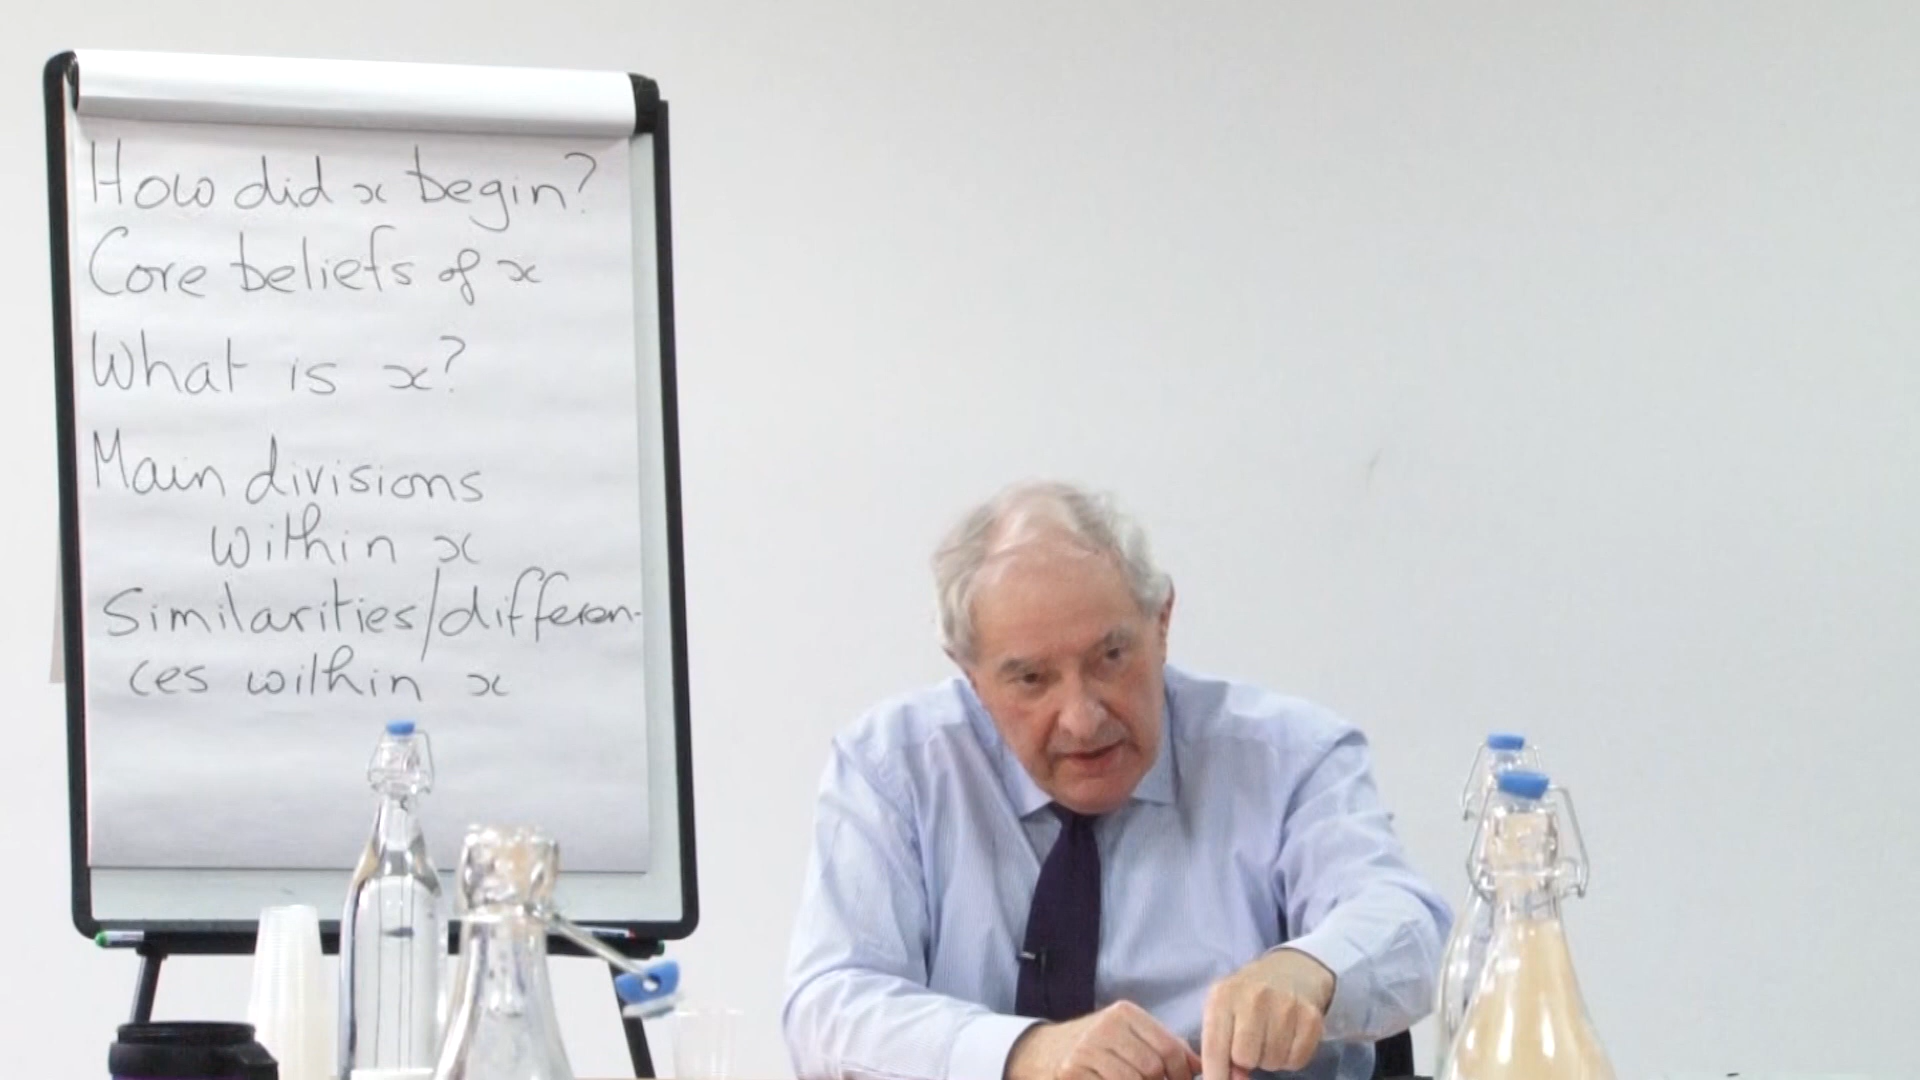 How did x begin?
Core beliefs of x
What is x?
Main divisions
within x
Similarities/differen-
ces within x